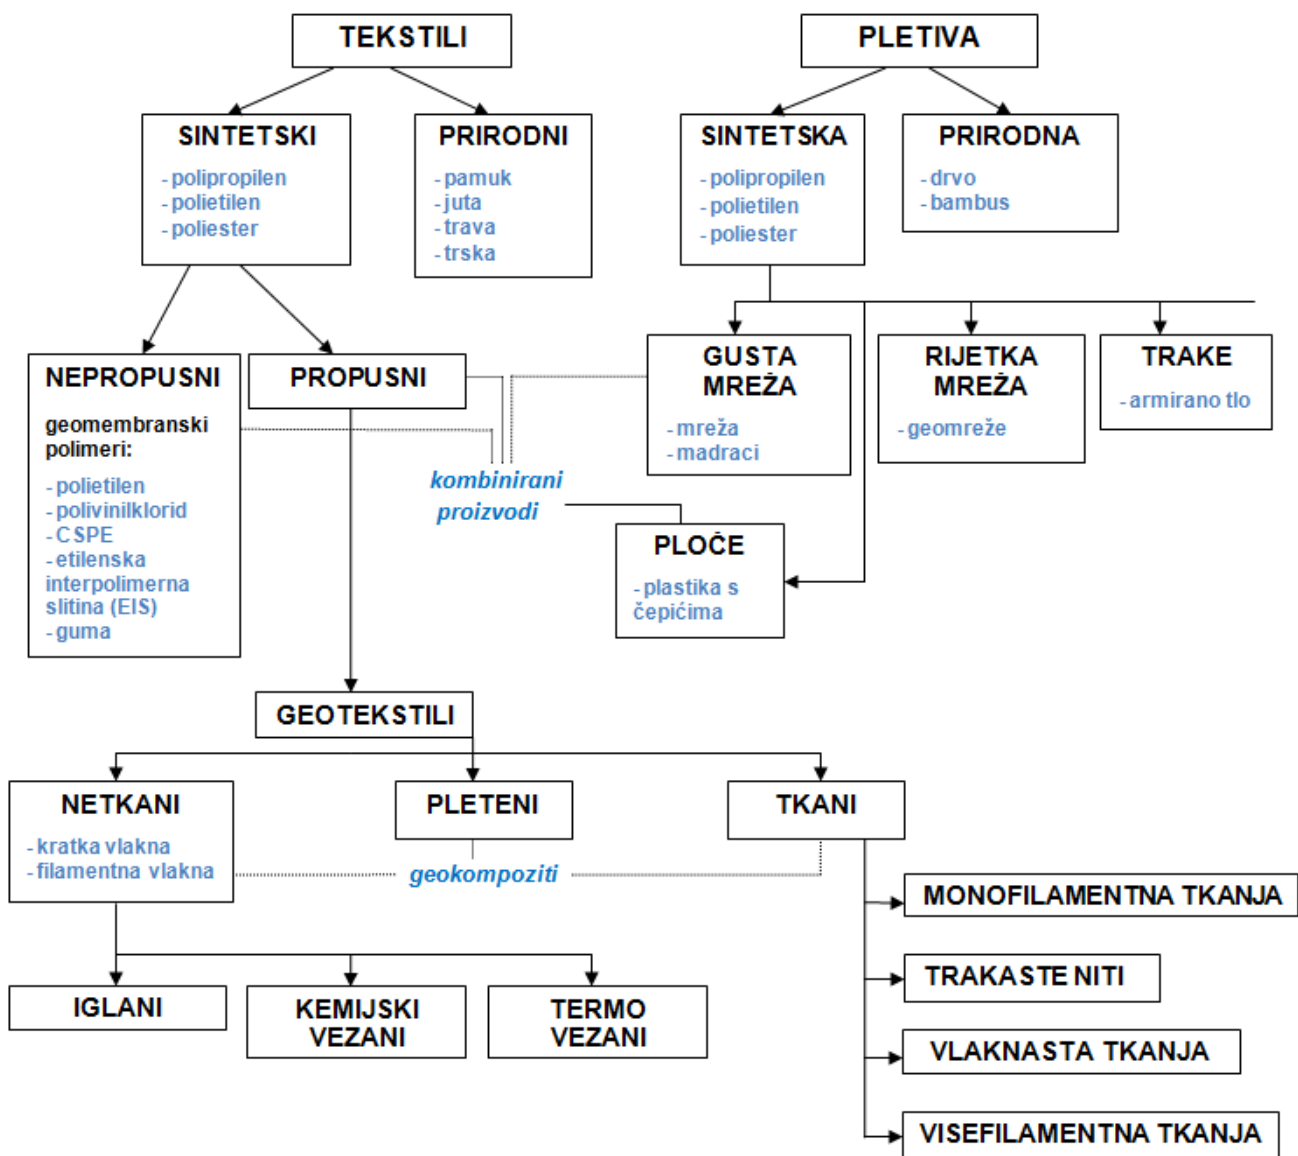 TEKSTILI
PLETIVA
SINTETSKI
- polipropilen
- polietilen
- poliester
PRIRODNI
- pamuk
- juta
- trava
- trska
SINTETSKA
- polipropilen
- polietilen
- poliester
PRIRODNA
- drvo
- bambus
NEPROPUSNI
geomembranski
polimeri:
- polietilen
- polivinilklorid
- CSPE
- etilenska
interpolimerna
slitina (EIS)
- guma
PROPUSNI
GUSTA
MREŽA
- mreža
- madraci
RIJETKA
MREŽA
- geomreže
TRAKE
- armirano tlo
kombinirani
proizvodi
PLOČE
- plastika s
čepićima
GEOTEKSTILI
NETKANI
- kratka vlakna
- filamentna vlakna
PLETENI
TKANI
geokompoziti
MONOFILAMENTNA TKANJA
TRAKASTE NITI
VLAKNASTA TKANJA
VISEFILAMENTNA TKANJA
IGLANI
KEMIJSKI
VEZANI
TERMO
VEZANI